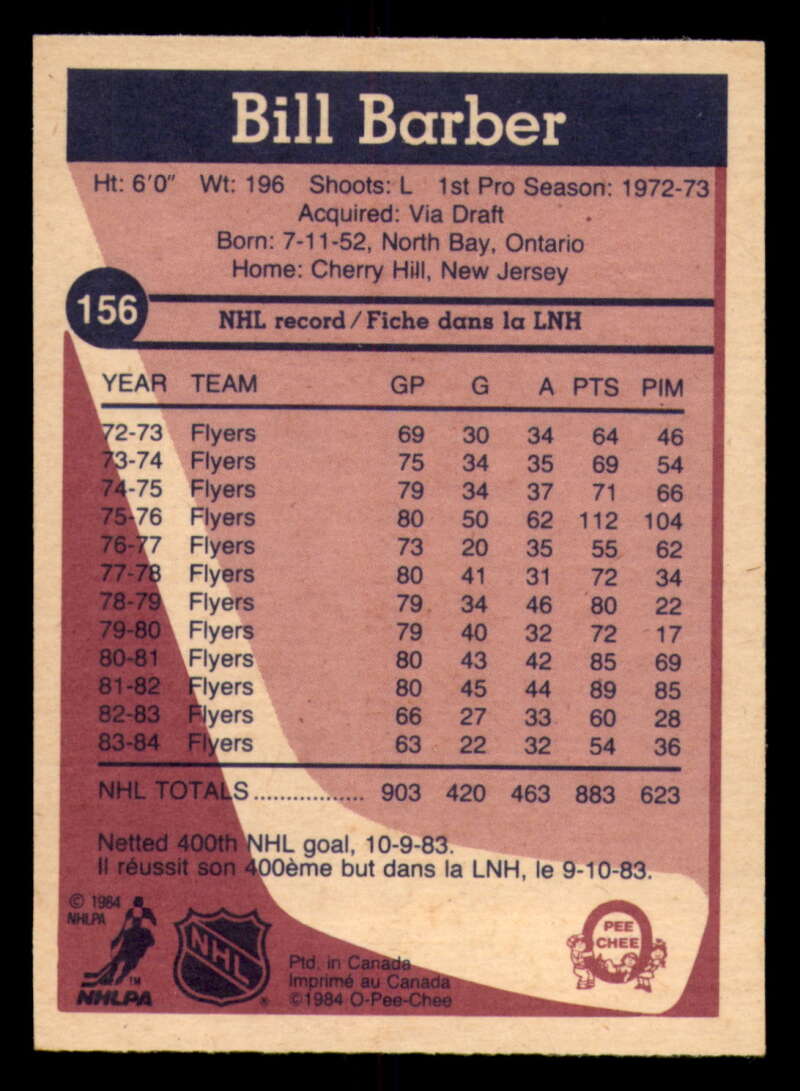 Bill Barber
Ht: 6'0" Wt: 196 Shoots: L 1st Pro Season: 1972-73
Acquired: Via Draft
Born: 7-11-52, North Bay, Ontario
Home: Cherry Hill, New Jersey
156
NHL record/Fiche dans la LNH
YEAR TEAM GP G A PTS PIM
72-73 Flyers 69 30 34 64 46
73-74 Flyers 75 34 35 69 54
74-75 Flyers 79 34 37 71 66
75-76 Flyers 80 50 62 112 104
76-77 Flyers 73 20 35 55 62
77-78 Flyers 80 41 31 72 34
78-79 Flyers 79 34 46 80 22
79-80 Flyers 79 40 32 72 17
80-81 Flyers 80 43 42 85 69
81-82 Flyers 80 45 44 89 85
82-83 Flyers 66 27 33 60 28
83-84 Flyers 63 22 32 54 36
NHL TOTALS................. 903 420 463 883 623
Netted 400th NHL goal, 10-9-83.
Il réussit son 400ème but dans la LNH, le 9-10-83.
© 1984
NHLPA
TM
NHLPA
NHL
®
Ptd. in Canada
Imprimé au Canada
©1984 O-Pee-Chee
PEE
CHEE